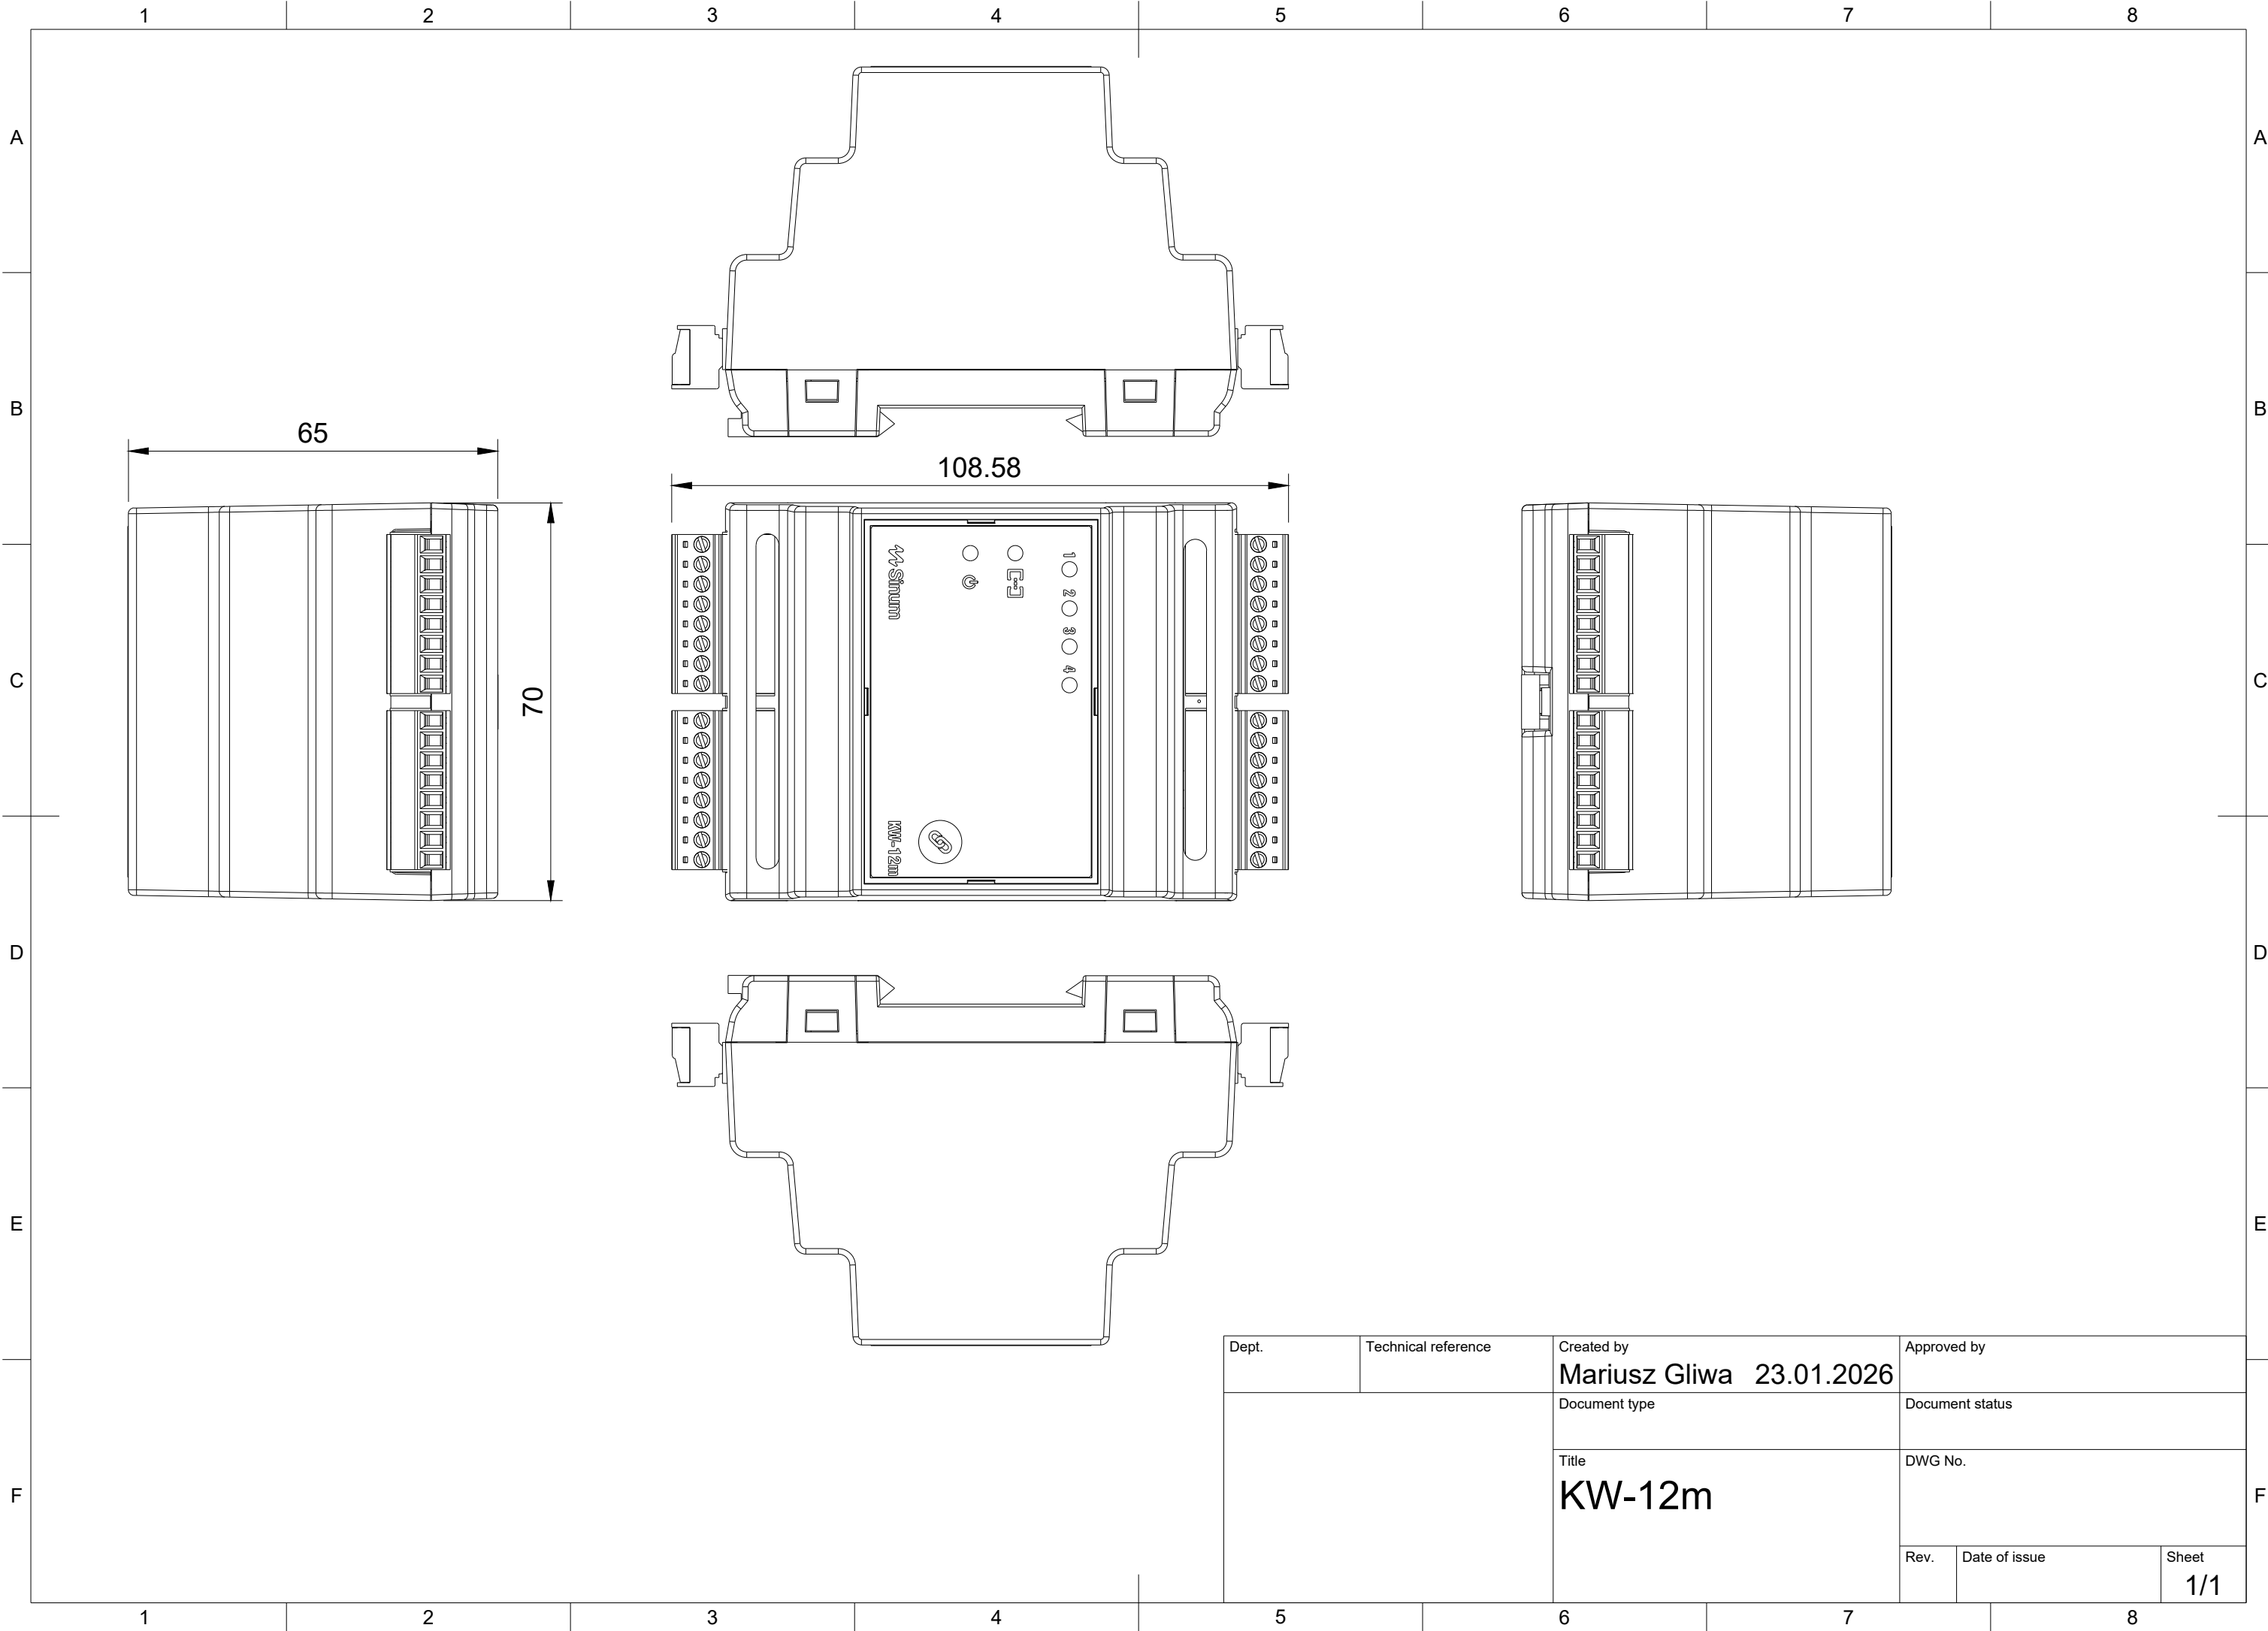 1 2 3 4 5 6 7 8
A A
B B
65
108.58
Sinum
1 2 3 4
70
C C
KW-12m
D D
E E
Dept. Technical reference Created by Approved by
Mariusz Gliwa 23.01.2026
Document type Document status
Title DWG No.
KW-12m
F F
Rev. Date of issue Sheet
1/1
1 2 3 4 5 6 7 8